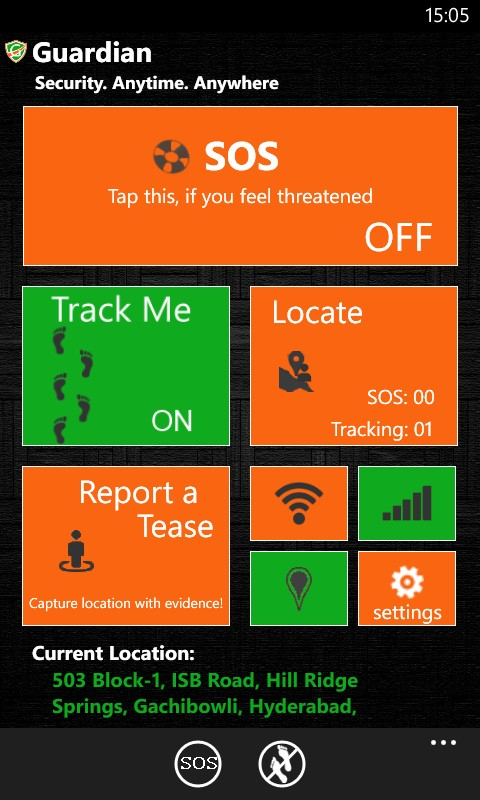 15:05
Guardian
Security. Anytime. Anywhere
SOS
Tap this, if you feel threatened
OFF
Track Me
ON
Locate
SOS: 00
Tracking: 01
Report a
Tease
Capture location with evidence!
settings
Current Location:
503 Block-1, ISB Road, Hill Ridge
Springs, Gachibowli, Hyderabad,
SOS